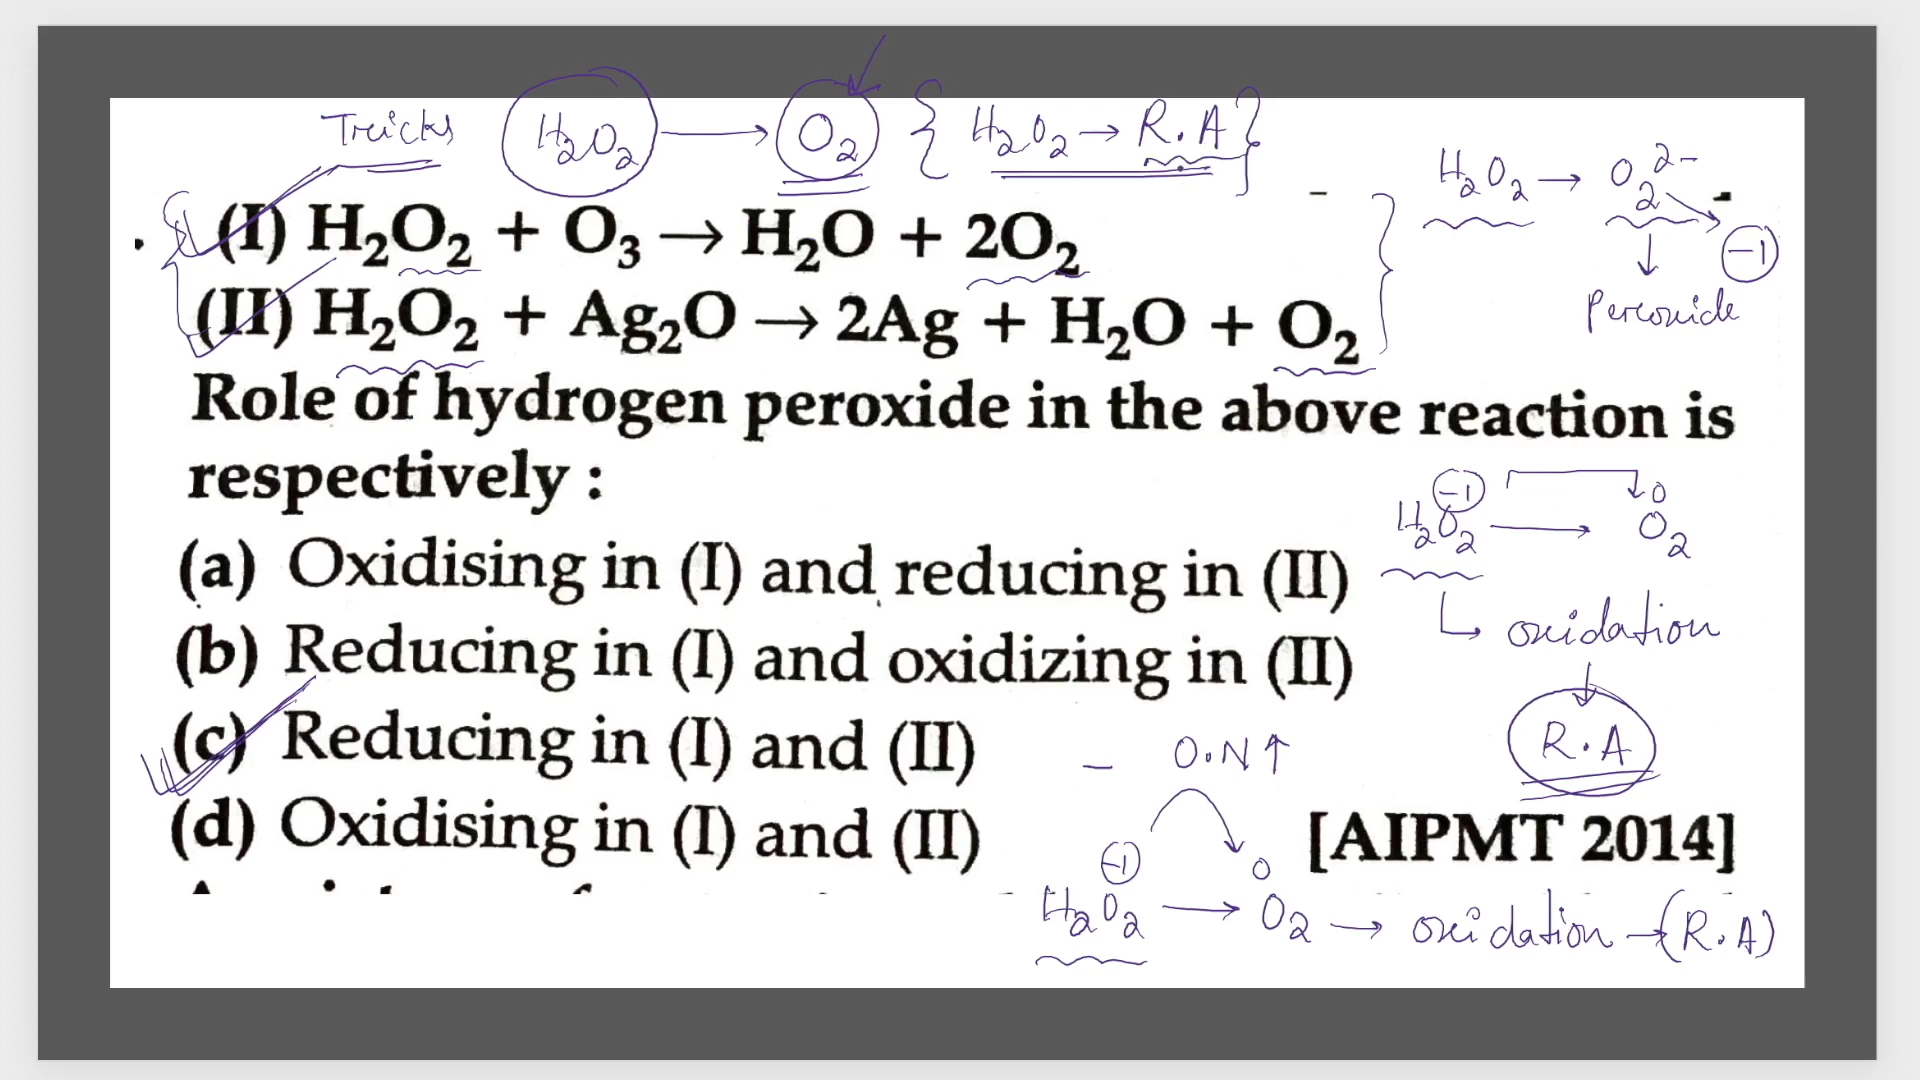 Tricks H₂O₂ → O₂ { H₂O₂ → R.A }
H₂O₂ → O₂²⁻
-1
Peroxide
(I) H₂O₂ + O₃ → H₂O + 2O₂
(II) H₂O₂ + Ag₂O → 2Ag + H₂O + O₂
Role of hydrogen peroxide in the above reaction is
respectively :
-1 0
H₂O₂ → O₂
oxidation
R.A
(a) Oxidising in (I) and reducing in (II)
(b) Reducing in (I) and oxidizing in (II)
(c) Reducing in (I) and (II)
(d) Oxidising in (I) and (II)
[AIPMT 2014]
O.N ↑
-1 0
H₂O₂ → O₂ → oxidation → (R.A)